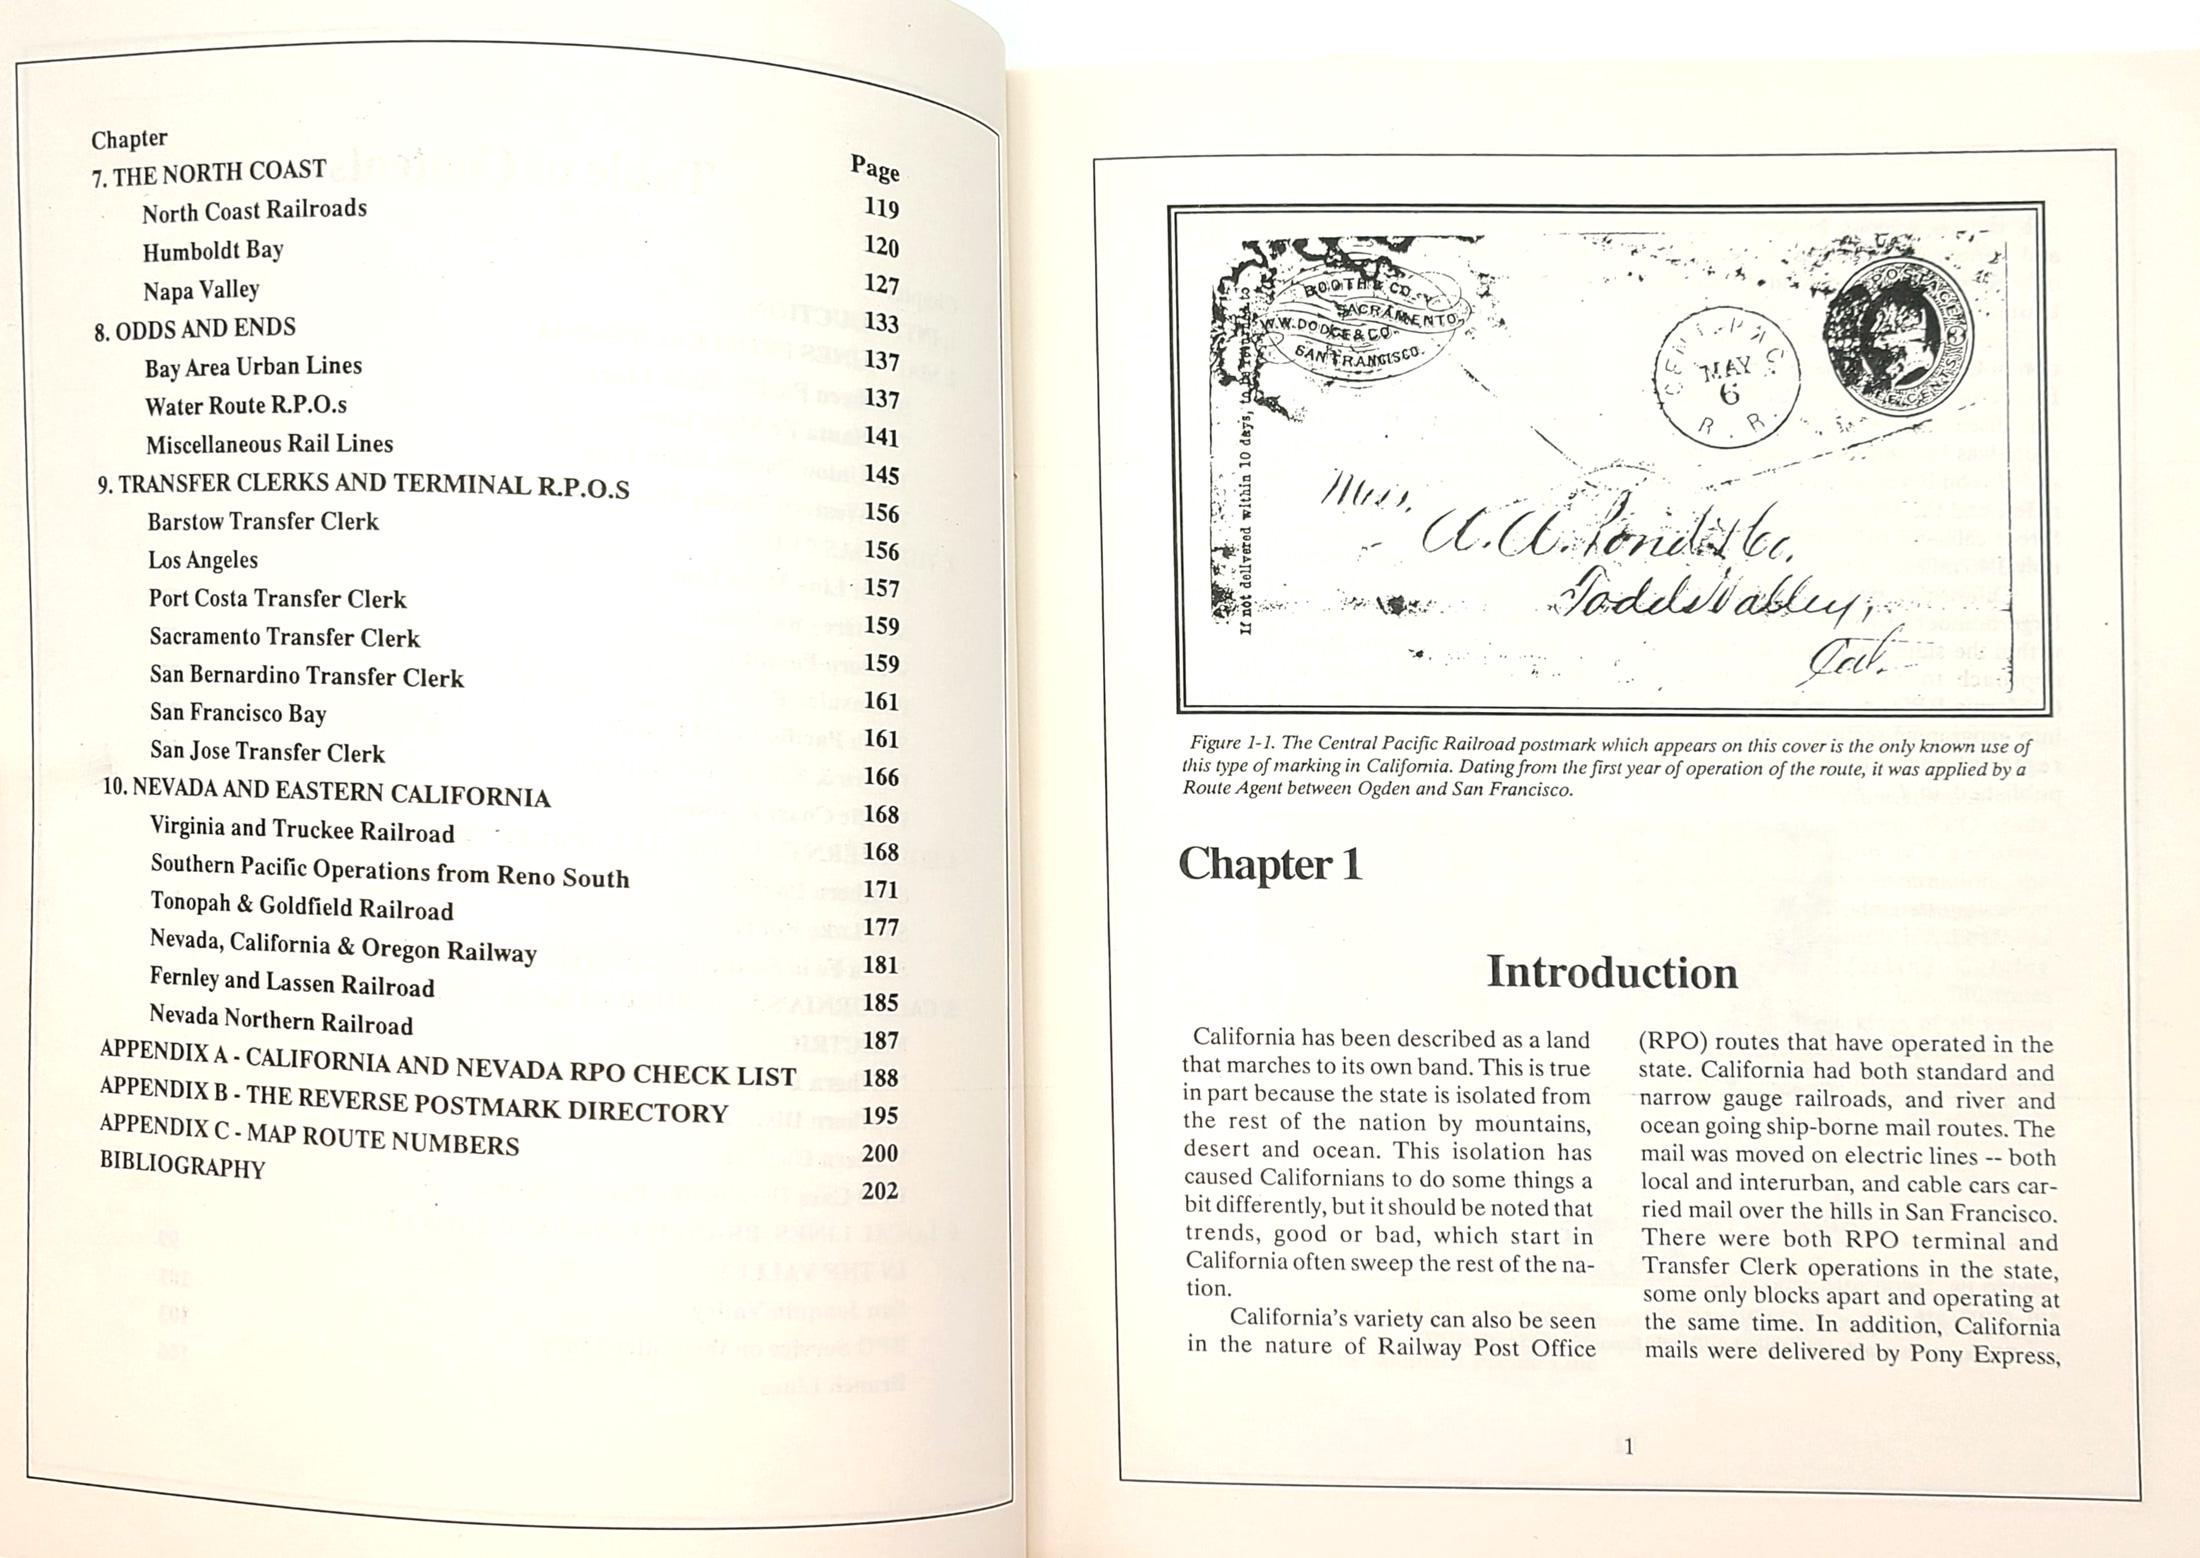 Chapter Page
7. THE NORTH COAST 119
North Coast Railroads 120
Humboldt Bay 127
Napa Valley 133
8. ODDS AND ENDS 137
Bay Area Urban Lines 137
Water Route R.P.O.s 141
Miscellaneous Rail Lines 145
9. TRANSFER CLERKS AND TERMINAL R.P.O.S 156
Barstow Transfer Clerk 156
Los Angeles 157
Port Costa Transfer Clerk 159
Sacramento Transfer Clerk 159
San Bernardino Transfer Clerk 161
San Francisco Bay 161
San Jose Transfer Clerk 166
10. NEVADA AND EASTERN CALIFORNIA 168
Virginia and Truckee Railroad 168
Southern Pacific Operations from Reno South 171
Tonopah & Goldfield Railroad 177
Nevada, California & Oregon Railway 181
Fernley and Lassen Railroad 185
Nevada Northern Railroad 187
APPENDIX A - CALIFORNIA AND NEVADA RPO CHECK LIST 188
APPENDIX B - THE REVERSE POSTMARK DIRECTORY 195
APPENDIX C - MAP ROUTE NUMBERS 200
BIBLIOGRAPHY 202
If not delivered within 10 days, to be returned to
BOOTH & CO.
SACRAMENTO,
W.W. DODGE & CO.
SAN FRANCISCO.
CENT. PAC.
MAY
6
R. R.
POSTAGE
CENTS
A. A. Pond & Co.
Todds Valley,
Cal.
Figure 1-1. The Central Pacific Railroad postmark which appears on this cover is the only known use of
this type of marking in California. Dating from the first year of operation of the route, it was applied by a
Route Agent between Ogden and San Francisco.
Chapter 1
Introduction
California has been described as a land
that marches to its own band. This is true
in part because the state is isolated from
the rest of the nation by mountains,
desert and ocean. This isolation has
caused Californians to do some things a
bit differently, but it should be noted that
trends, good or bad, which start in
California often sweep the rest of the na-
tion.
California's variety can also be seen
in the nature of Railway Post Office
(RPO) routes that have operated in the
state. California had both standard and
narrow gauge railroads, and river and
ocean going ship-borne mail routes. The
mail was moved on electric lines -- both
local and interurban, and cable cars car-
ried mail over the hills in San Francisco.
There were both RPO terminal and
Transfer Clerk operations in the state,
some only blocks apart and operating at
the same time. In addition, California
mails were delivered by Pony Express,
1